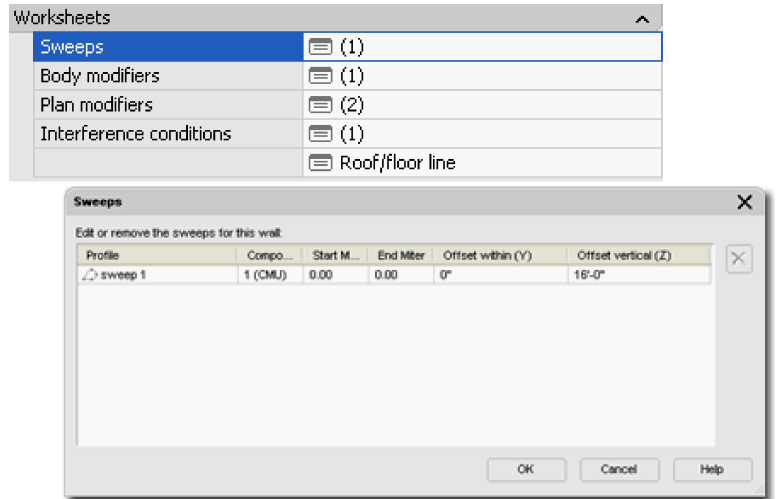 Worksheets
Sweeps (1)
Body modifiers (1)
Plan modifiers (2)
Interference conditions (1)
Roof/floor line
Sweeps
Edit or remove the sweeps for this wall:
Profile Compo... Start M... End Miter Offset within (Y) Offset vertical (Z)
sweep 1 1 (CMU) 0.00 0.00 0" 16'-0"
OK Cancel Help